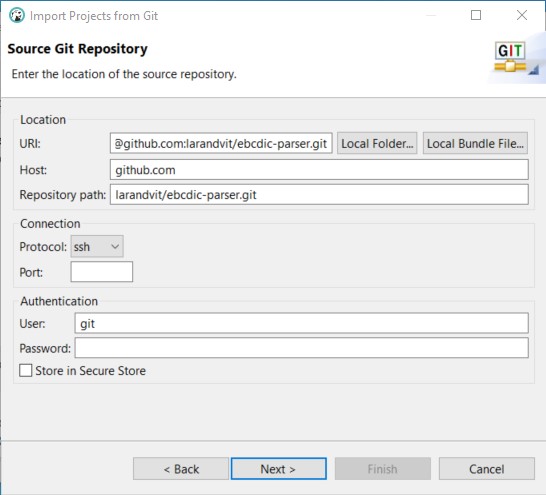 Import Projects from Git
Source Git Repository
Enter the location of the source repository.
GIT
Location
URI: @github.com:larandvit/ebcdic-parser.git Local Folder... Local Bundle File...
Host: github.com
Repository path: larandvit/ebcdic-parser.git
Connection
Protocol: ssh
Port:
Authentication
User: git
Password:
Store in Secure Store
< Back Next > Finish Cancel